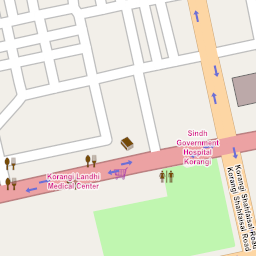 Sindh
Government
Hospital
Korangi
Korangi Landhi
Medical Center
Korangi Shahfaisal Road
Korangi Shahfaisal Road